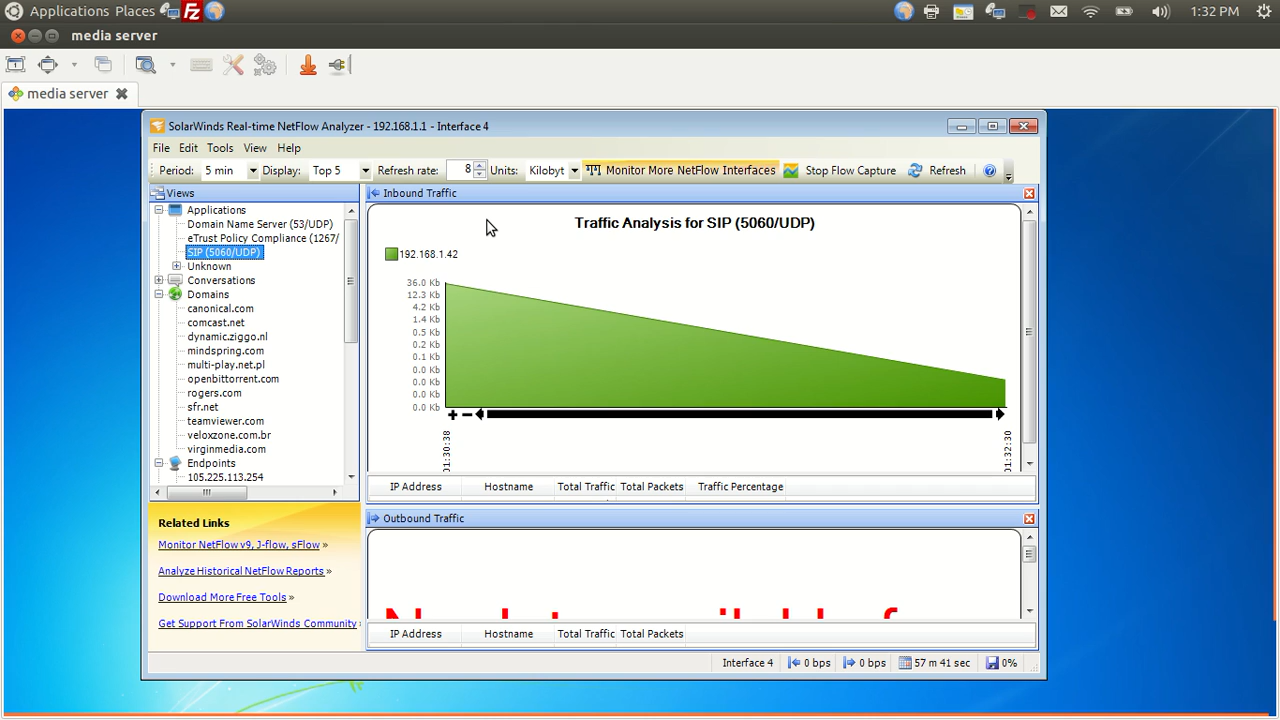 Applications Places
1:32 PM
media server
media server
SolarWinds Real-time NetFlow Analyzer - 192.168.1.1 - Interface 4
File Edit Tools View Help
Period: 5 min Display: Top 5 Refresh rate: 8 Units: Kilobyt Monitor More NetFlow Interfaces Stop Flow Capture Refresh
Views
Applications
Domain Name Server (53/UDP)
eTrust Policy Compliance (1267/
SIP (5060/UDP)
Unknown
Conversations
Domains
canonical.com
comcast.net
dynamic.ziggo.nl
mindspring.com
multi-play.net.pl
openbittorrent.com
rogers.com
sfr.net
teamviewer.com
veloxzone.com.br
virginmedia.com
Endpoints
105.225.113.254
Related Links
Monitor NetFlow v9, J-flow, sFlow »
Analyze Historical NetFlow Reports »
Download More Free Tools »
Get Support From SolarWinds Community »
Inbound Traffic
Traffic Analysis for SIP (5060/UDP)
192.168.1.42
36.0 Kb
12.3 Kb
4.2 Kb
1.4 Kb
0.5 Kb
0.2 Kb
0.1 Kb
0.0 Kb
0.0 Kb
0.0 Kb
01:30:38
01:32:30
IP Address Hostname Total Traffic Total Packets Traffic Percentage
Outbound Traffic
IP Address Hostname Total Traffic Total Packets
Interface 4 0 bps 0 bps 57 m 41 sec 0%